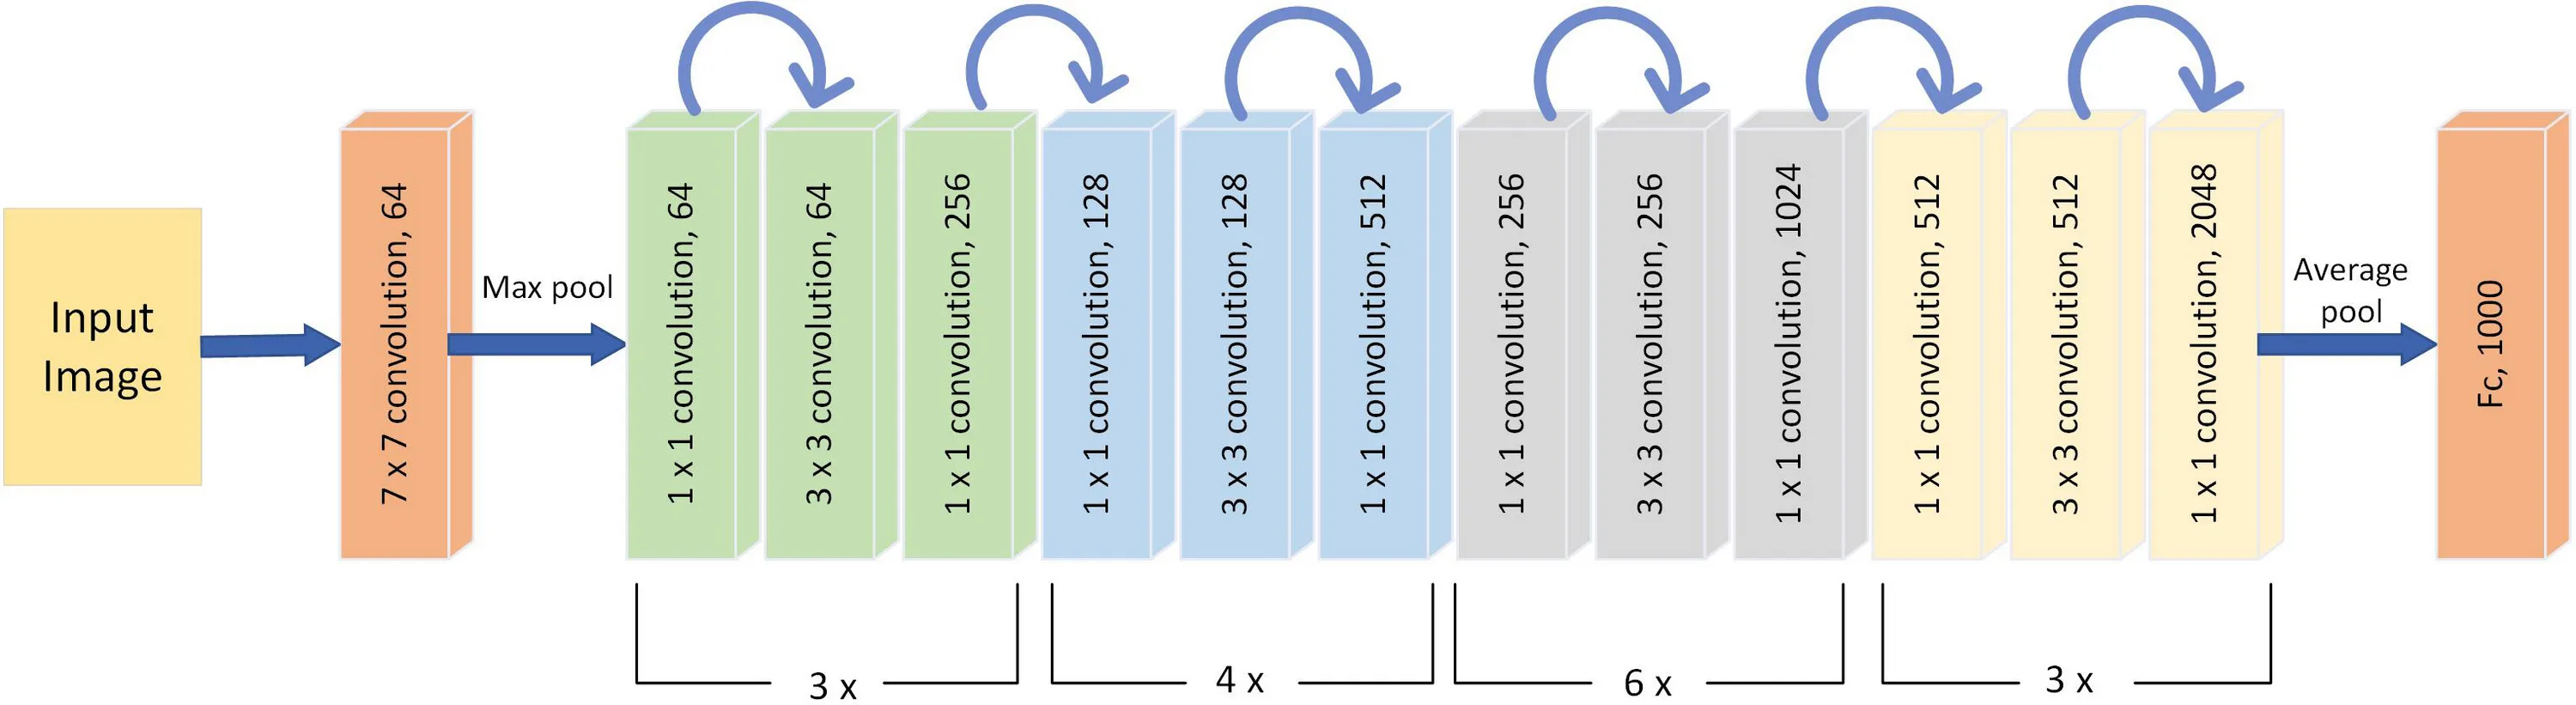 Input
Image
7 x 7 convolution, 64
Max pool
1 x 1 convolution, 64
3 x 3 convolution, 64
1 x 1 convolution, 256
1 x 1 convolution, 128
3 x 3 convolution, 128
1 x 1 convolution, 512
1 x 1 convolution, 256
3 x 3 convolution, 256
1 x 1 convolution, 1024
1 x 1 convolution, 512
3 x 3 convolution, 512
1 x 1 convolution, 2048
Average
pool
Fc, 1000
3 x
4 x
6 x
3 x